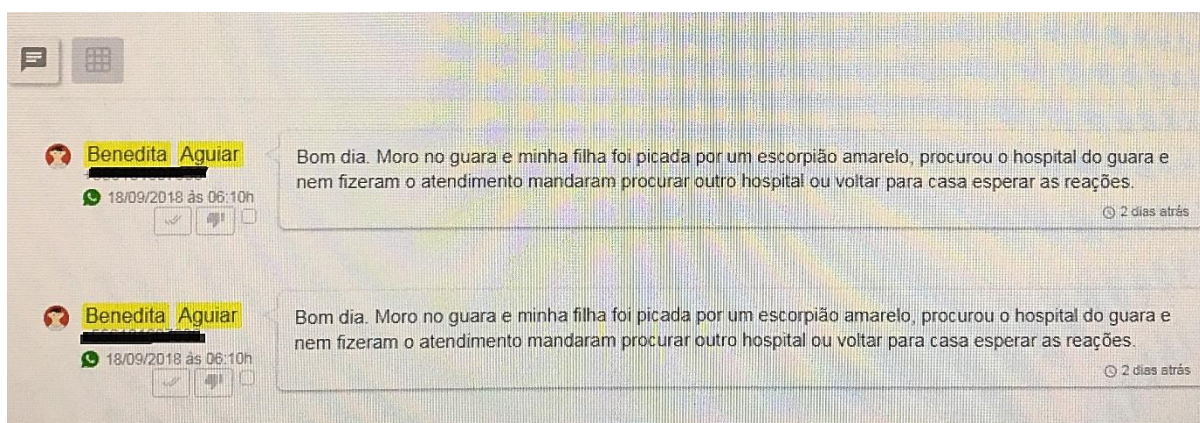 Benedita Aguiar
18/09/2018 às 06:10h
Bom dia. Moro no guara e minha filha foi picada por um escorpião amarelo, procurou o hospital do guara e
nem fizeram o atendimento mandaram procurar outro hospital ou voltar para casa esperar as reações.
2 dias atrás
Benedita Aguiar
18/09/2018 às 06:10h
Bom dia. Moro no guara e minha filha foi picada por um escorpião amarelo, procurou o hospital do guara e
nem fizeram o atendimento mandaram procurar outro hospital ou voltar para casa esperar as reações.
2 dias atrás